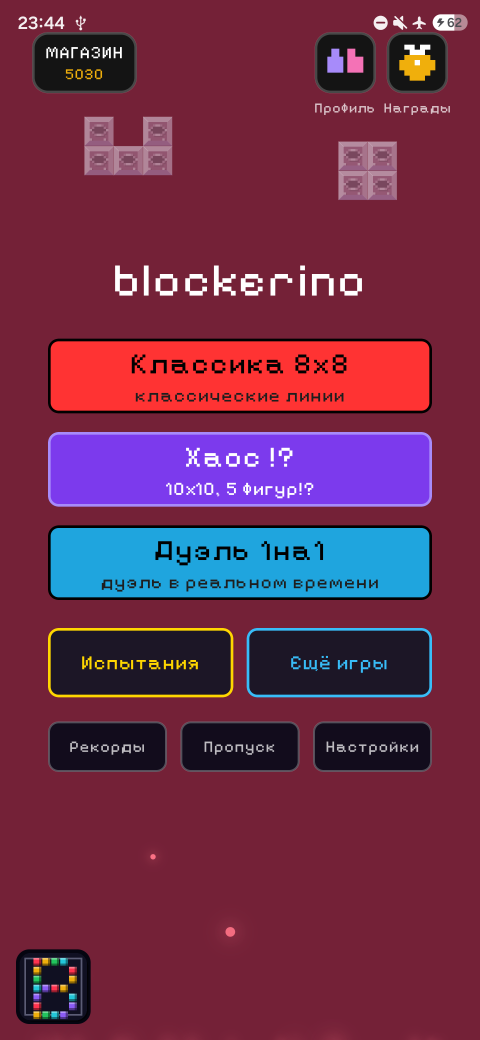 23:44
62
МАГАЗИН
5030
Профиль
Награды
blockerino
Классика 8x8
классические линии
Хаос !?
10x10, 5 Фигур!?
Дуэль 1на1
дуэль в реальном времени
Испытания
Ещё игры
Рекорды
Пропуск
Настройки